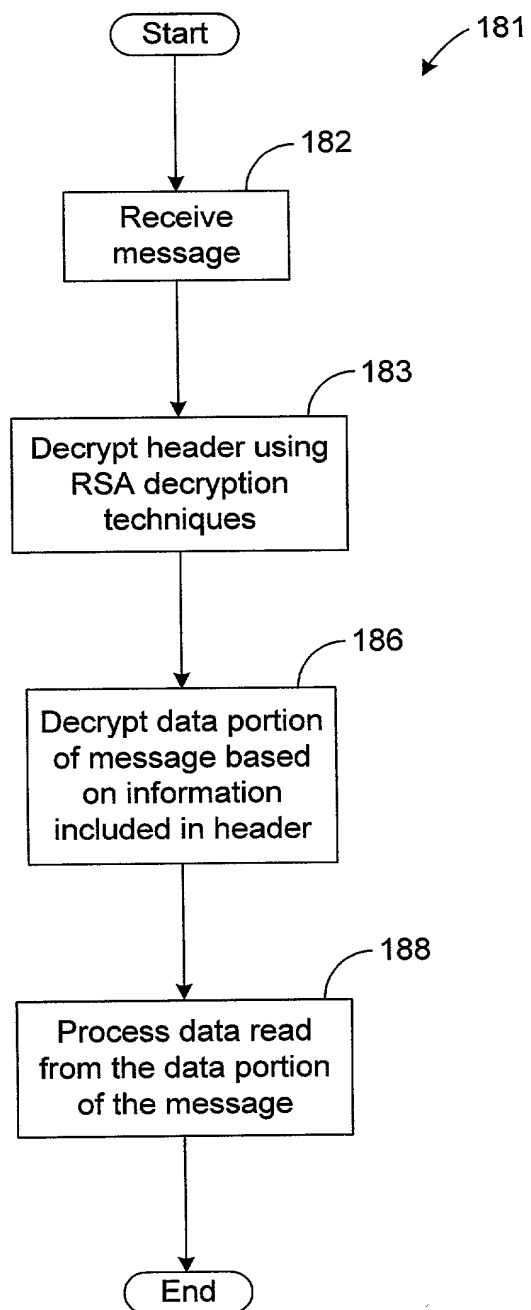 Start
181
182
Receive
message
183
Decrypt header using
RSA decryption
techniques
186
Decrypt data portion
of message based
on information
included in header
188
Process data read
from the data portion
of the message
End